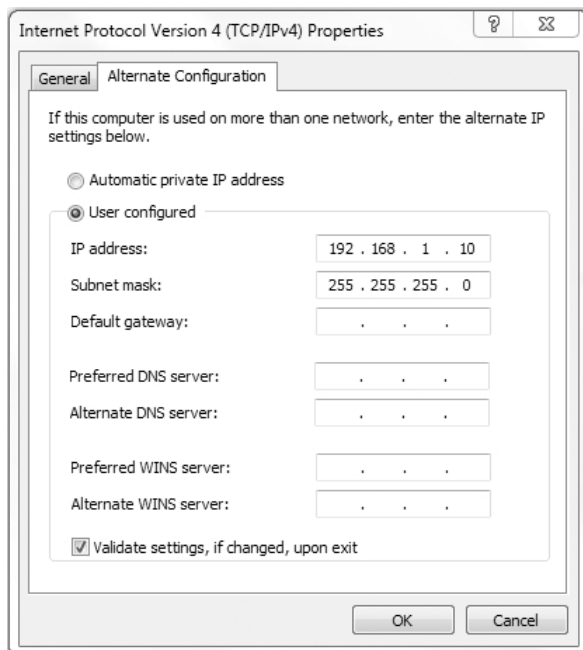 Internet Protocol Version 4 (TCP/IPv4) Properties
General
Alternate Configuration
If this computer is used on more than one network, enter the alternate IP
settings below.
Automatic private IP address
User configured
IP address: 192 . 168 . 1 . 10
Subnet mask: 255 . 255 . 255 . 0
Default gateway: . . .
Preferred DNS server: . . .
Alternate DNS server: . . .
Preferred WINS server: . . .
Alternate WINS server: . . .
Validate settings, if changed, upon exit
OK
Cancel